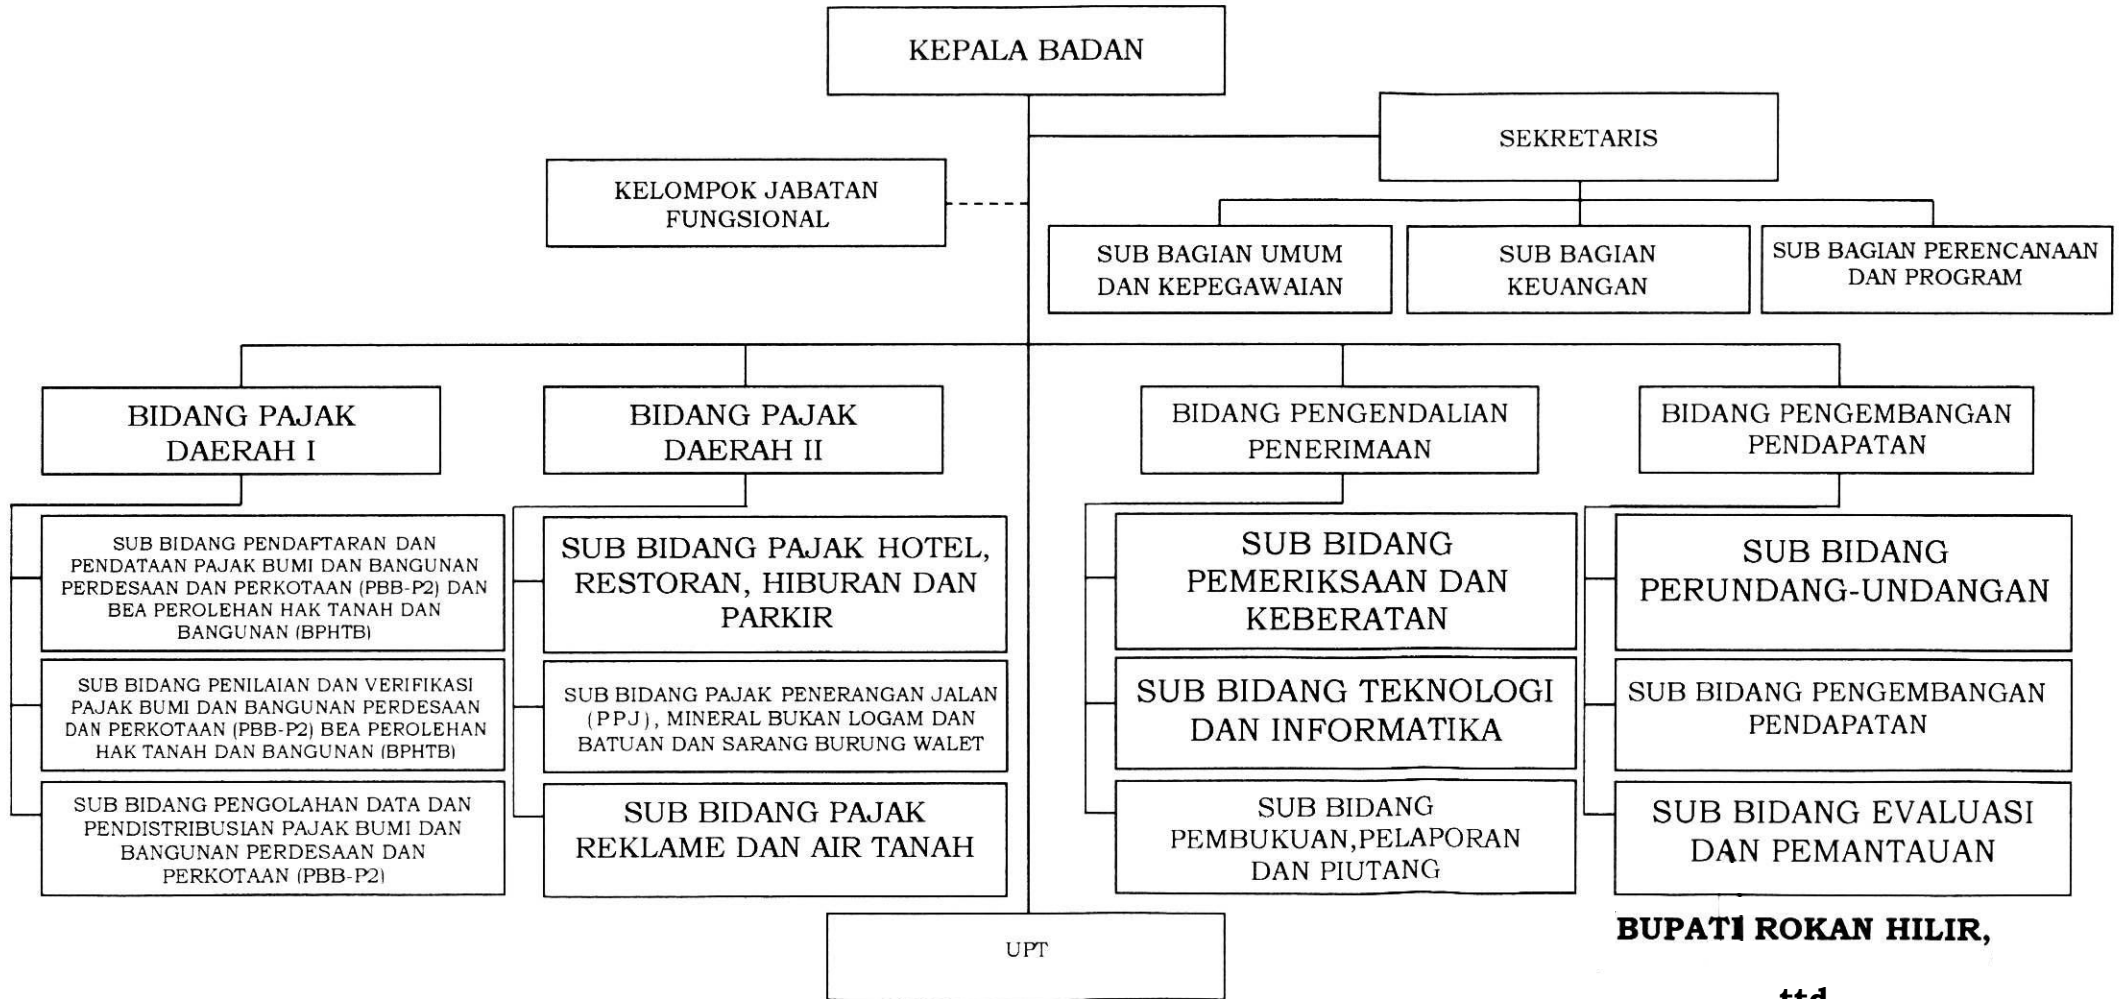 KEPALA BADAN
SEKRETARIS
KELOMPOK JABATAN
FUNGSIONAL
SUB BAGIAN UMUM
DAN KEPEGAWAIAN
SUB BAGIAN
KEUANGAN
SUB BAGIAN PERENCANAAN
DAN PROGRAM
BIDANG PAJAK
DAERAH I
BIDANG PAJAK
DAERAH II
BIDANG PENGENDALIAN
PENERIMAAN
BIDANG PENGEMBANGAN
PENDAPATAN
SUB BIDANG PENDAFTARAN DAN
PENDATAAN PAJAK BUMI DAN BANGUNAN
PERDESAAN DAN PERKOTAAN (PBB-P2) DAN
BEA PEROLEHAN HAK TANAH DAN
BANGUNAN (BPHTB)
SUB BIDANG PENILAIAN DAN VERIFIKASI
PAJAK BUMI DAN BANGUNAN PERDESAAN
DAN PERKOTAAN (PBB-P2) BEA PEROLEHAN
HAK TANAH DAN BANGUNAN (BPHTB)
SUB BIDANG PENGOLAHAN DATA DAN
PENDISTRIBUSIAN PAJAK BUMI DAN
BANGUNAN PERDESAAN DAN
PERKOTAAN (PBB-P2)
SUB BIDANG PAJAK HOTEL,
RESTORAN, HIBURAN DAN
PARKIR
SUB BIDANG PAJAK PENERANGAN JALAN
(PPJ), MINERAL BUKAN LOGAM DAN
BATUAN DAN SARANG BURUNG WALET
SUB BIDANG PAJAK
REKLAME DAN AIR TANAH
SUB BIDANG
PEMERIKSAAN DAN
KEBERATAN
SUB BIDANG TEKNOLOGI
DAN INFORMATIKA
SUB BIDANG
PEMBUKUAN,PELAPORAN
DAN PIUTANG
SUB BIDANG
PERUNDANG-UNDANGAN
SUB BIDANG PENGEMBANGAN
PENDAPATAN
SUB BIDANG EVALUASI
DAN PEMANTAUAN
UPT
BUPATI ROKAN HILIR,
ttd